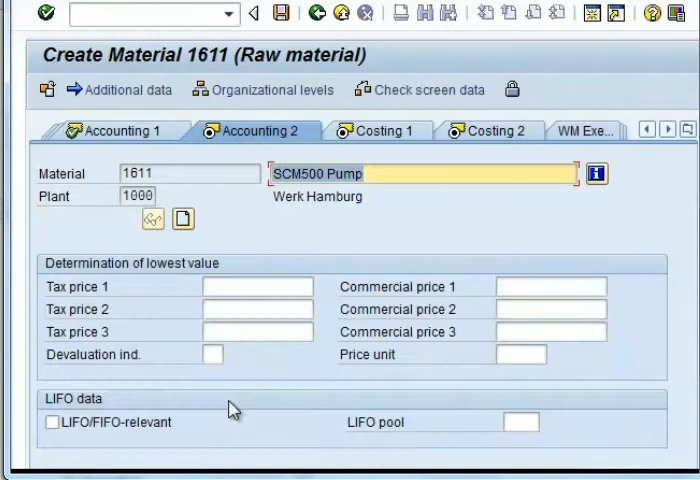 Create Material 1611 (Raw material)
Additional data Organizational levels Check screen data
Accounting 1 Accounting 2 Costing 1 Costing 2 WM Exe...
Material 1611 SCM500 Pump
Plant 1000 Werk Hamburg
Determination of lowest value
Tax price 1 Commercial price 1
Tax price 2 Commercial price 2
Tax price 3 Commercial price 3
Devaluation ind. Price unit
LIFO data
LIFO/FIFO-relevant LIFO pool